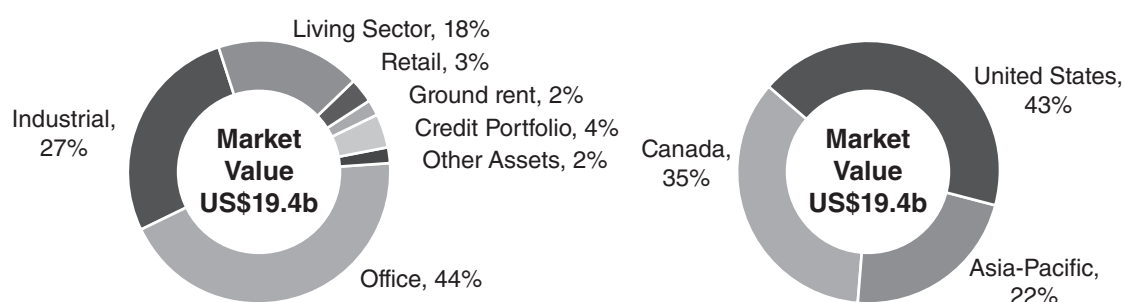 Living Sector, 18%
Retail, 3%
Ground rent, 2%
Credit Portfolio, 4%
Other Assets, 2%
Industrial,
27%
Market
Value
US$19.4b
Office, 44%
United States,
43%
Canada,
35%
Market
Value
US$19.4b
Asia-Pacific,
22%